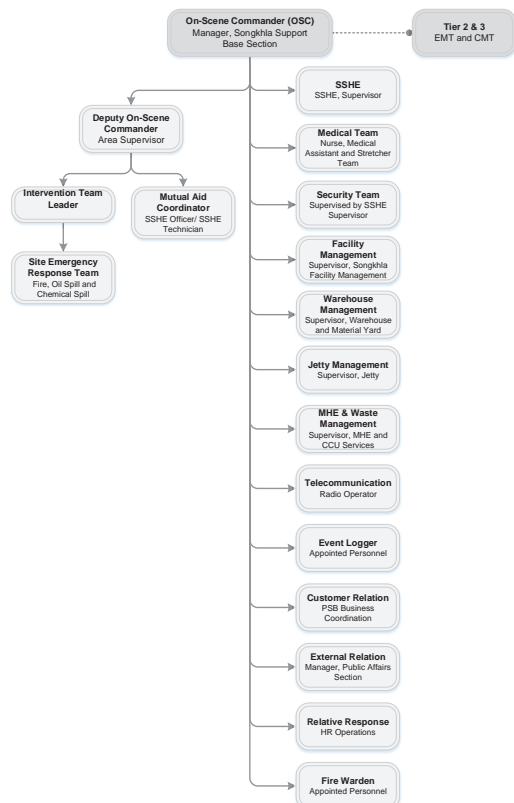 On-Scene Commander (OSC)
Manager, Songkhla Support
Base Section
Tier 2 & 3
EMT and CMT
SSHE
SSHE, Supervisor
Deputy On-Scene
Commander
Area Supervisor
Medical Team
Nurse, Medical
Assistant and Stretcher
Team
Intervention Team
Leader
Mutual Aid
Coordinator
SSHE Officer/ SSHE
Technician
Security Team
Supervised by SSHE
Supervisor
Site Emergency
Response Team
Fire, Oil Spill and
Chemical Spill
Facility
Management
Supervisor, Songkhla
Facility Management
Warehouse
Management
Supervisor, Warehouse
and Material Yard
Jetty Management
Supervisor, Jetty
MHE & Waste
Management
Supervisor, MHE and
CCU Services
Telecommunication
Radio Operator
Event Logger
Appointed Personnel
Customer Relation
PSB Business
Coordination
External Relation
Manager, Public Affairs
Section
Relative Response
HR Operations
Fire Warden
Appointed Personnel